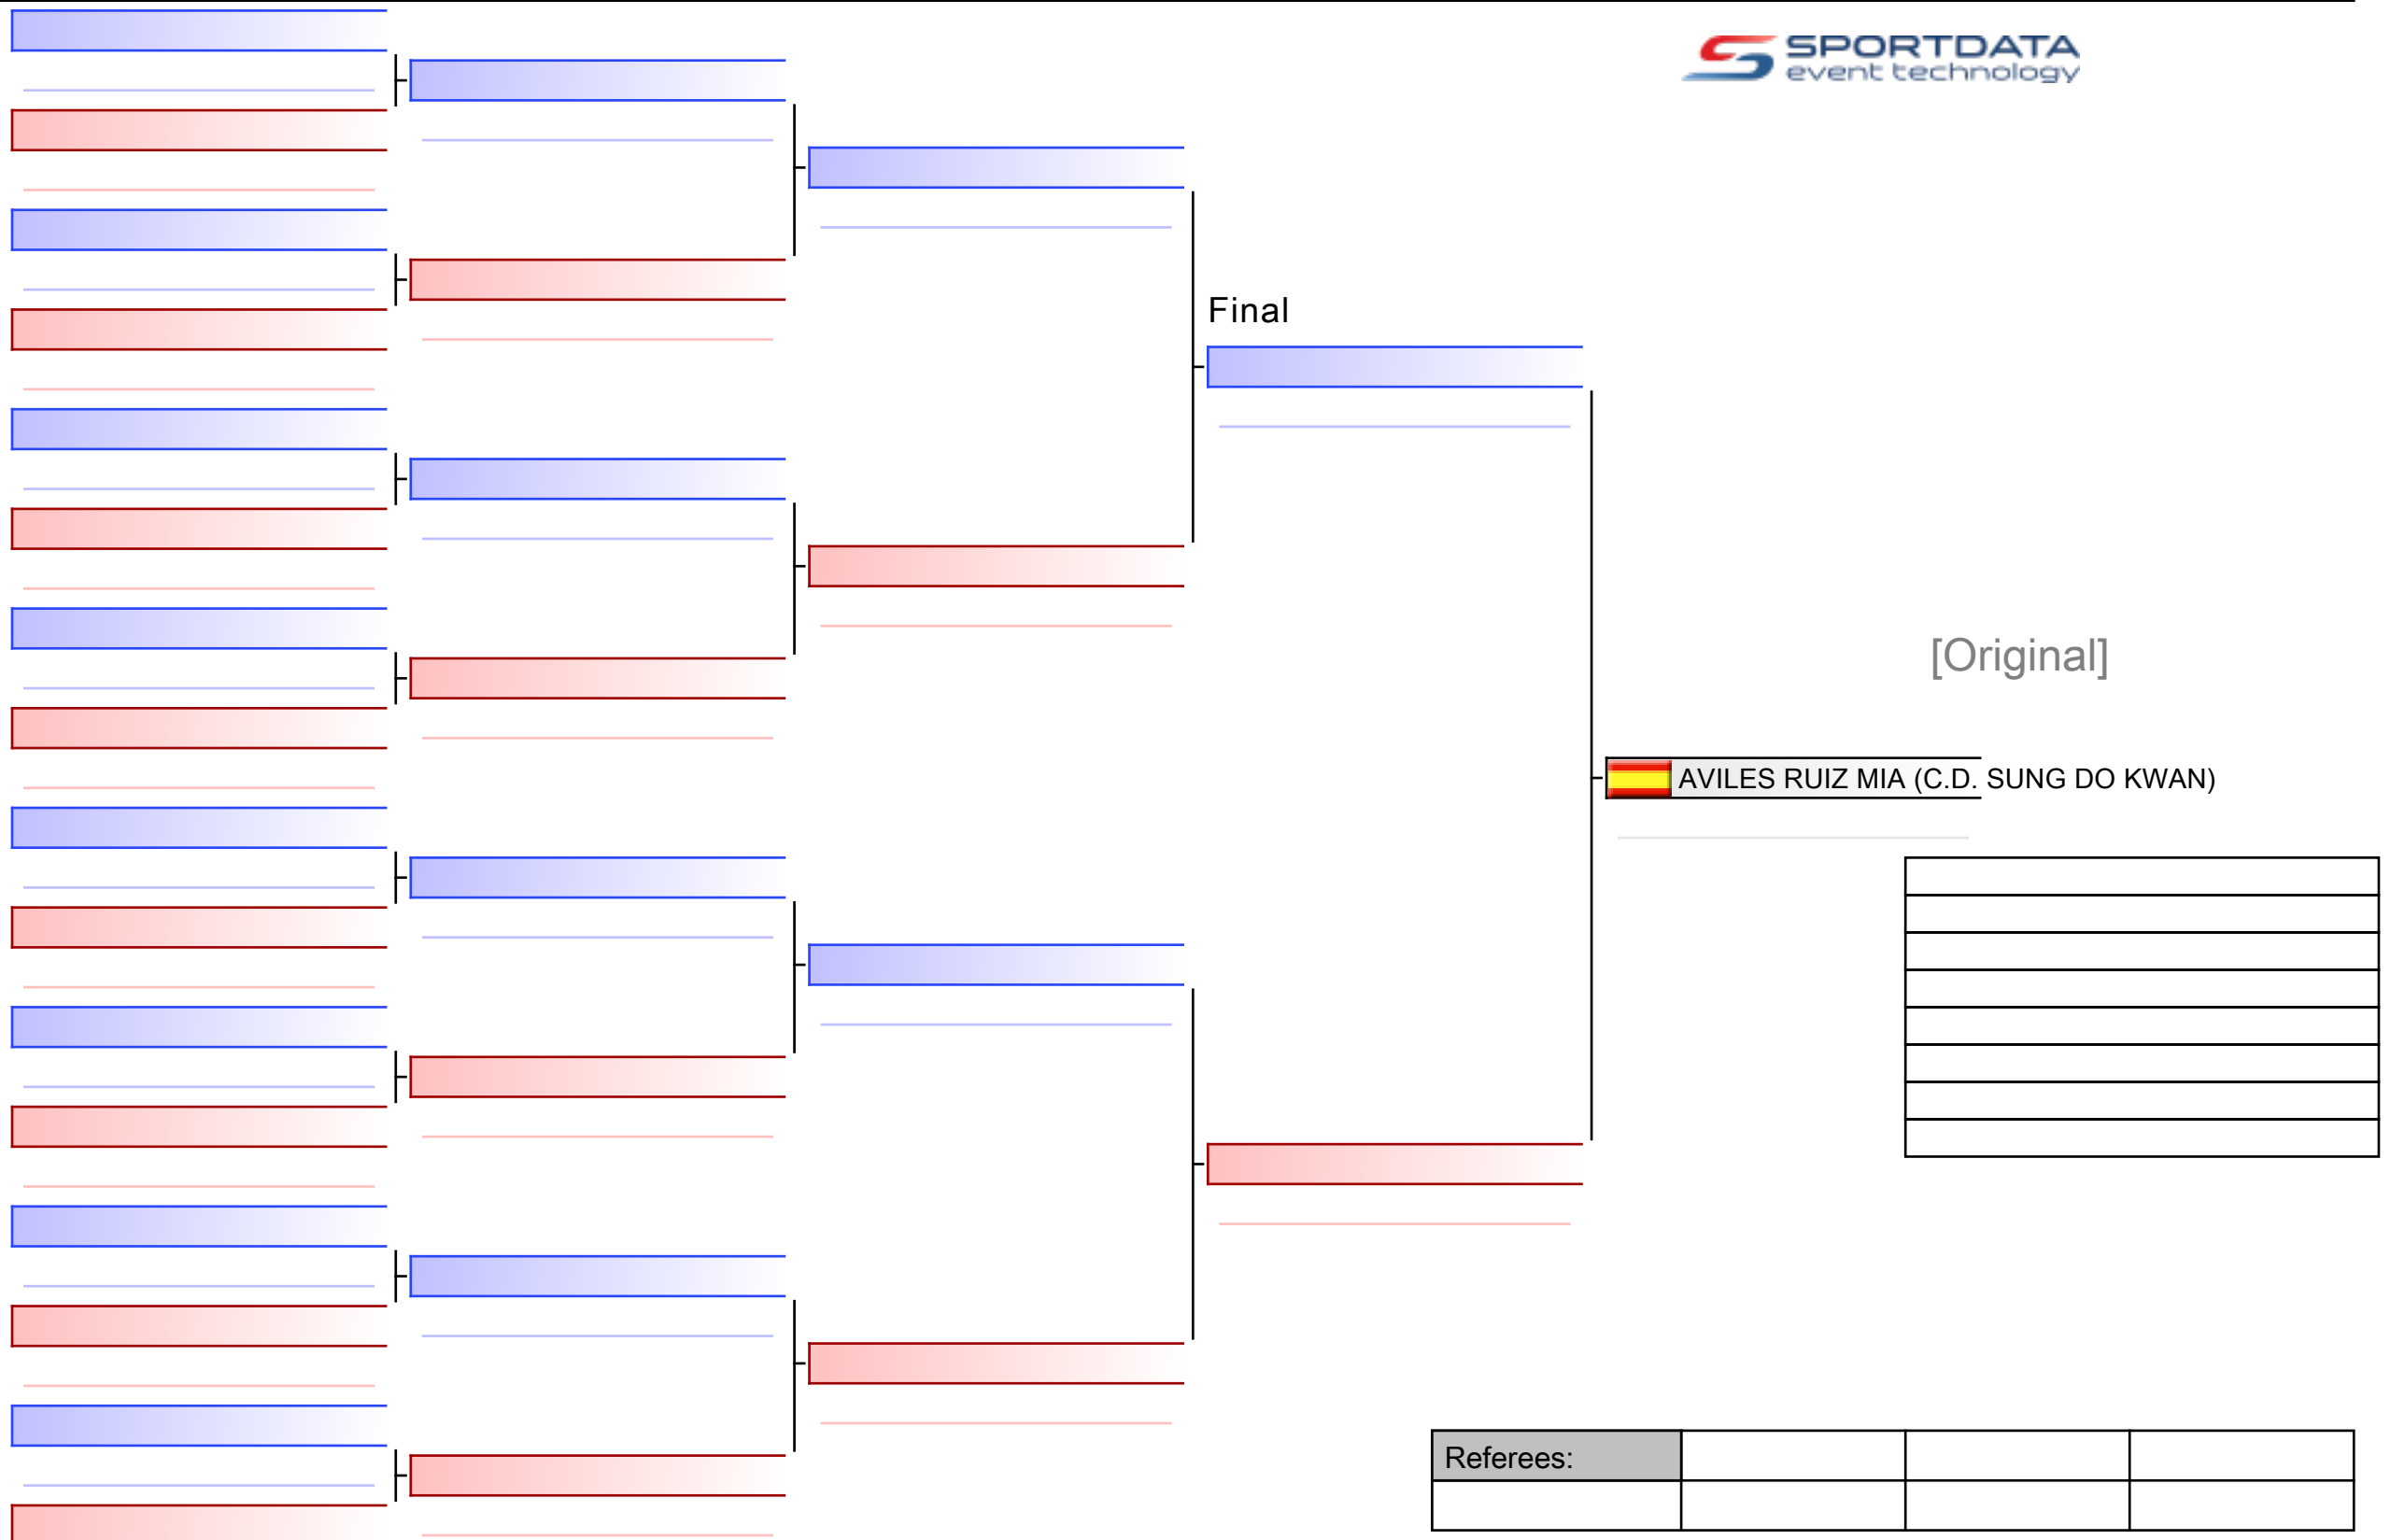 SPORTDATA
event technology
Final
[Original]
AVILES RUIZ MIA (C.D. SUNG DO KWAN)
Referees: